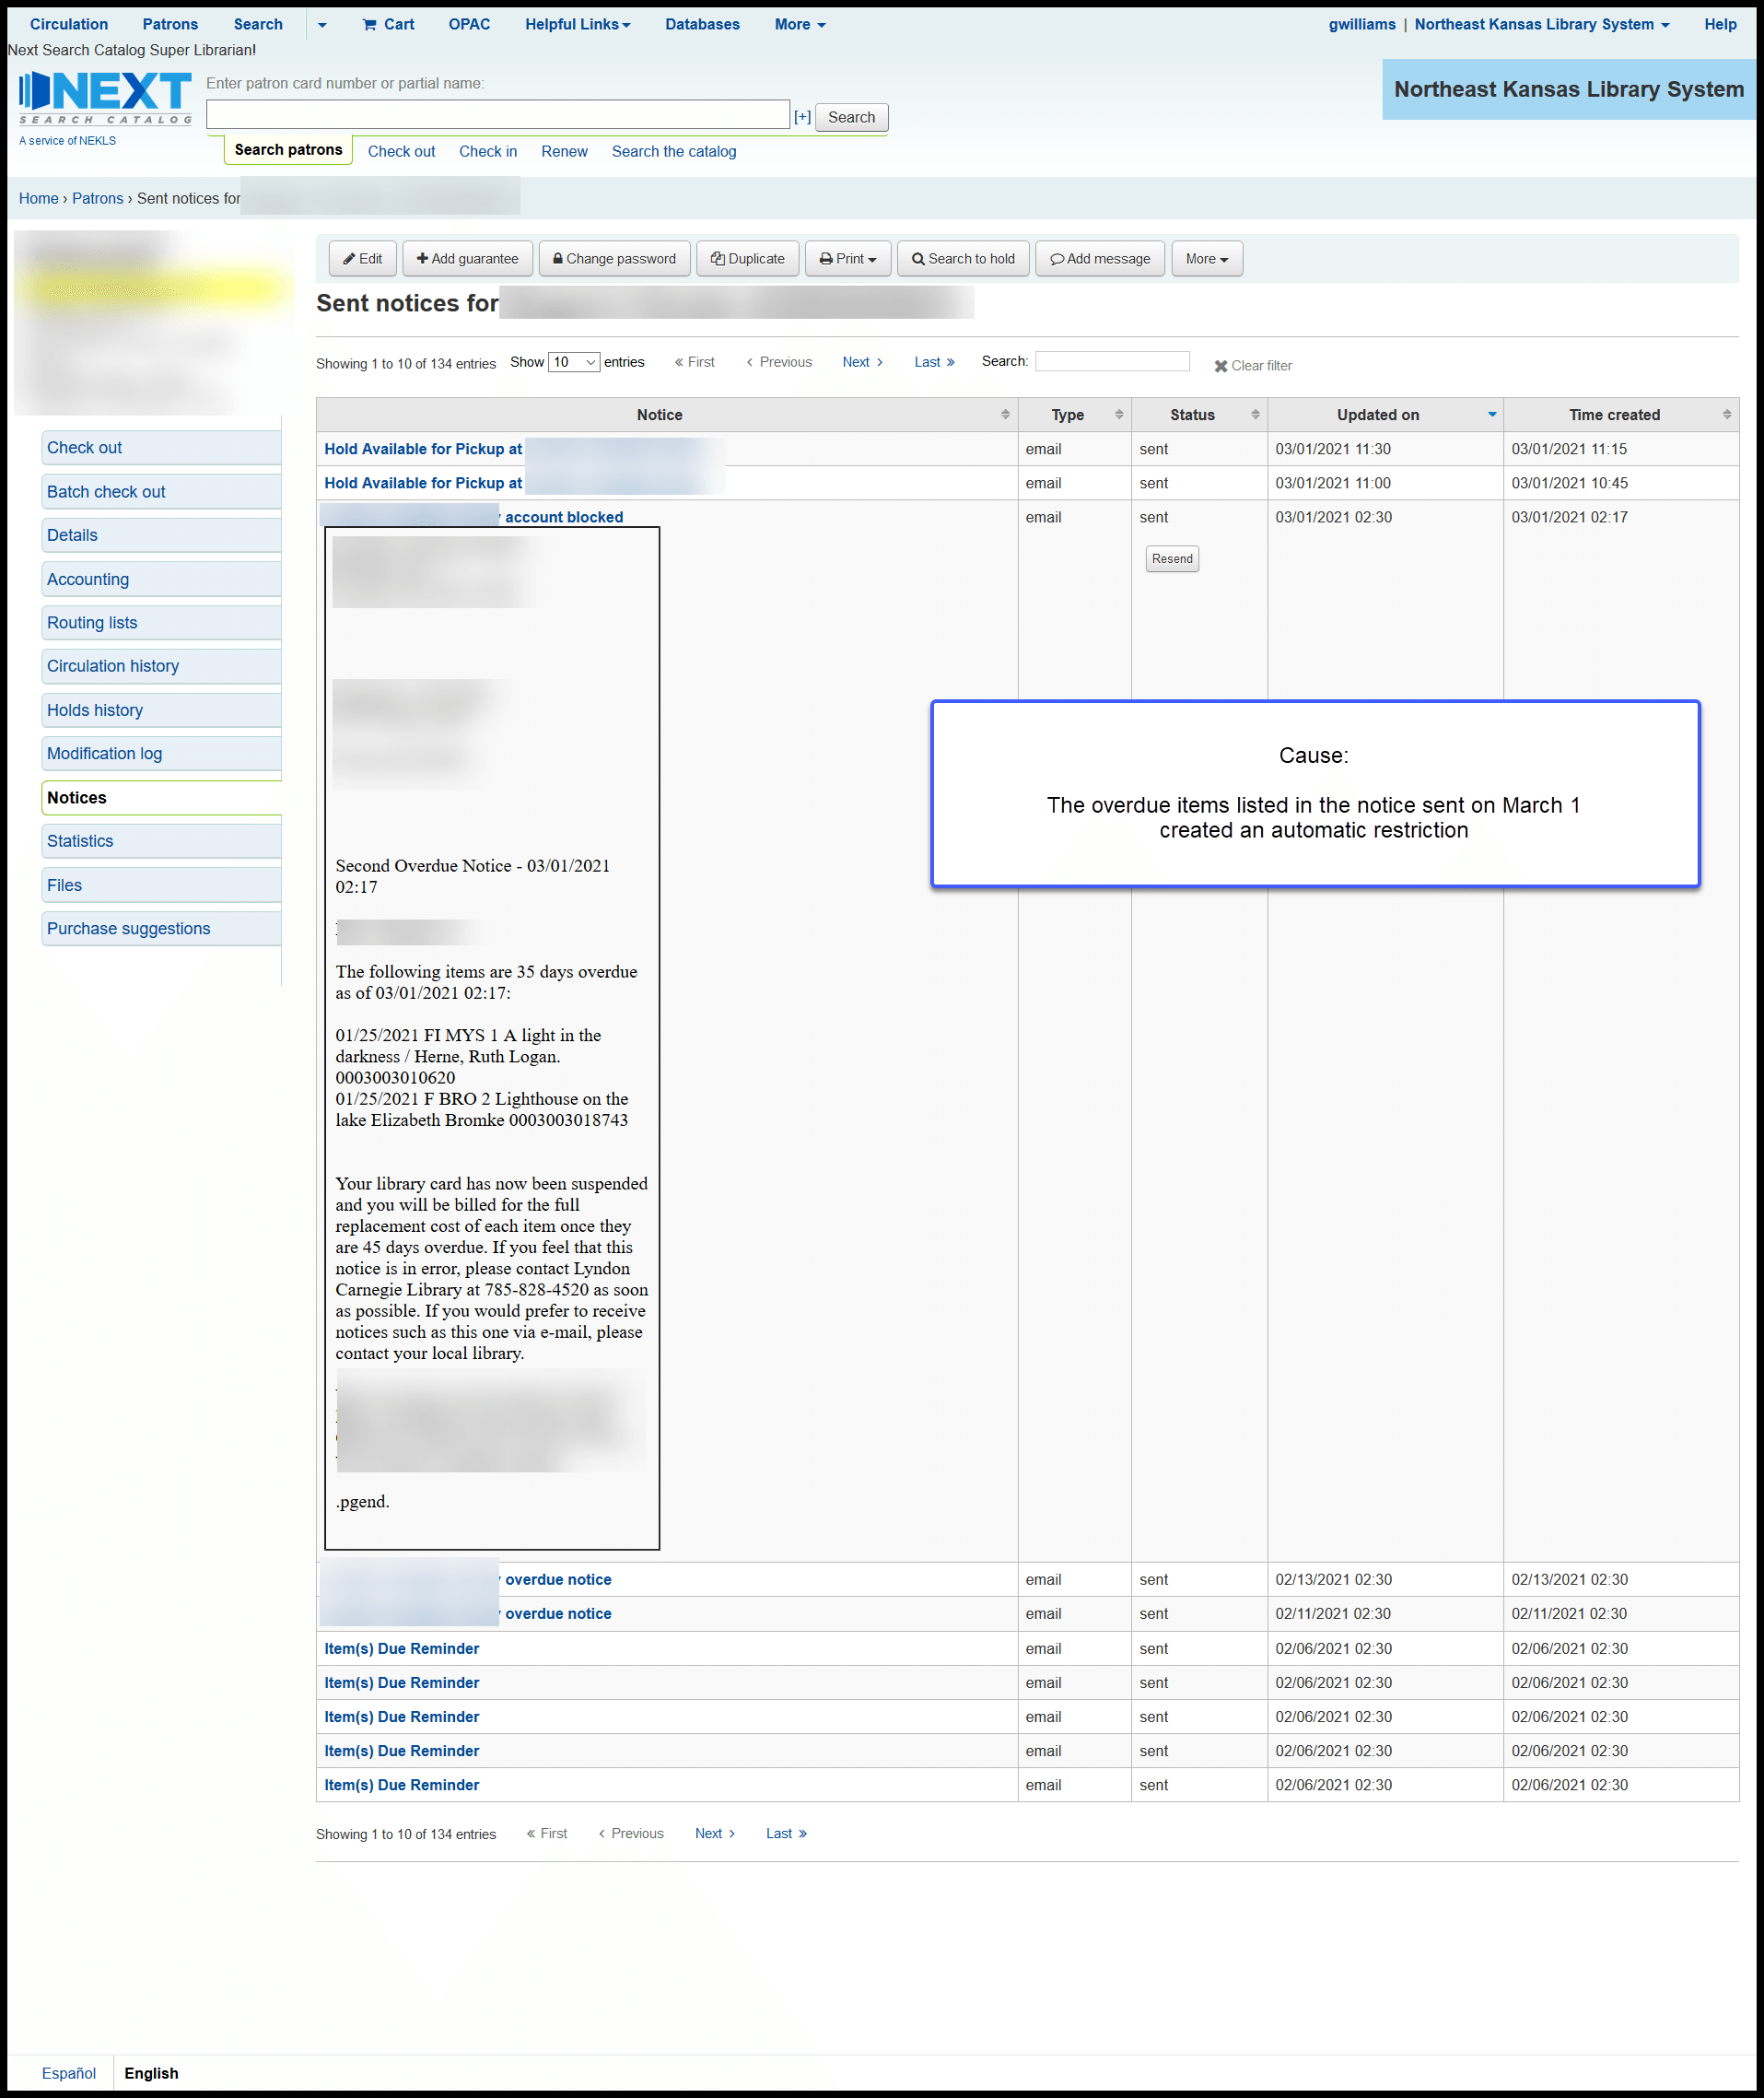 Circulation Patrons Search Cart OPAC Helpful Links Databases More gwilliams | Northeast Kansas Library System Help
Next Search Catalog Super Librarian!
NEXT
SEARCH CATALOG
A service of NEKLS
Enter patron card number or partial name:
[+] Search
Northeast Kansas Library System
Search patrons Check out Check in Renew Search the catalog
Home › Patrons › Sent notices for
Edit Add guarantee Change password Duplicate Print Search to hold Add message More
Sent notices for
Showing 1 to 10 of 134 entries Show 10 entries First Previous Next Last Search: Clear filter
Notice Type Status Updated on Time created
Hold Available for Pickup at email sent 03/01/2021 11:30 03/01/2021 11:15
Hold Available for Pickup at email sent 03/01/2021 11:00 03/01/2021 10:45
account blocked email sent 03/01/2021 02:30 03/01/2021 02:17
Resend
Check out
Batch check out
Details
Accounting
Routing lists
Circulation history
Holds history
Modification log
Notices
Statistics
Files
Purchase suggestions
Cause:
The overdue items listed in the notice sent on March 1
created an automatic restriction
Second Overdue Notice - 03/01/2021
02:17
The following items are 35 days overdue
as of 03/01/2021 02:17:
01/25/2021 FI MYS 1 A light in the
darkness / Herne, Ruth Logan.
0003003010620
01/25/2021 F BRO 2 Lighthouse on the
lake Elizabeth Bromke 0003003018743
Your library card has now been suspended
and you will be billed for the full
replacement cost of each item once they
are 45 days overdue. If you feel that this
notice is in error, please contact Lyndon
Carnegie Library at 785-828-4520 as soon
as possible. If you would prefer to receive
notices such as this one via e-mail, please
contact your local library.
.pgend.
overdue notice email sent 02/13/2021 02:30 02/13/2021 02:30
overdue notice email sent 02/11/2021 02:30 02/11/2021 02:30
Item(s) Due Reminder email sent 02/06/2021 02:30 02/06/2021 02:30
Item(s) Due Reminder email sent 02/06/2021 02:30 02/06/2021 02:30
Item(s) Due Reminder email sent 02/06/2021 02:30 02/06/2021 02:30
Item(s) Due Reminder email sent 02/06/2021 02:30 02/06/2021 02:30
Item(s) Due Reminder email sent 02/06/2021 02:30 02/06/2021 02:30
Showing 1 to 10 of 134 entries First Previous Next Last
Español English